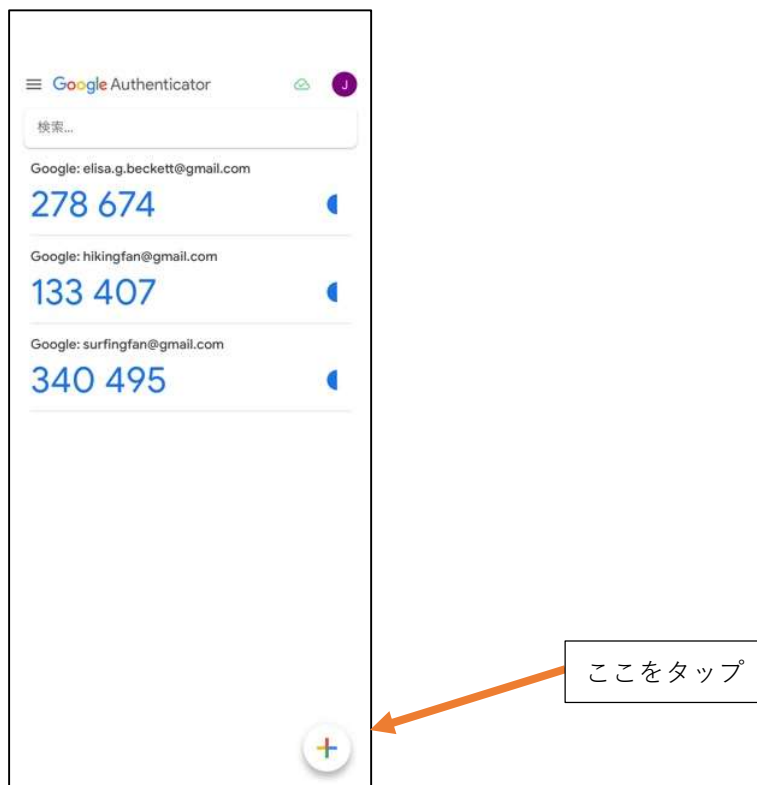 Google Authenticator
J
検索...
Google: elisa.g.beckett@gmail.com
278 674
Google: hikingfan@gmail.com
133 407
Google: surfingfan@gmail.com
340 495
ここをタップ